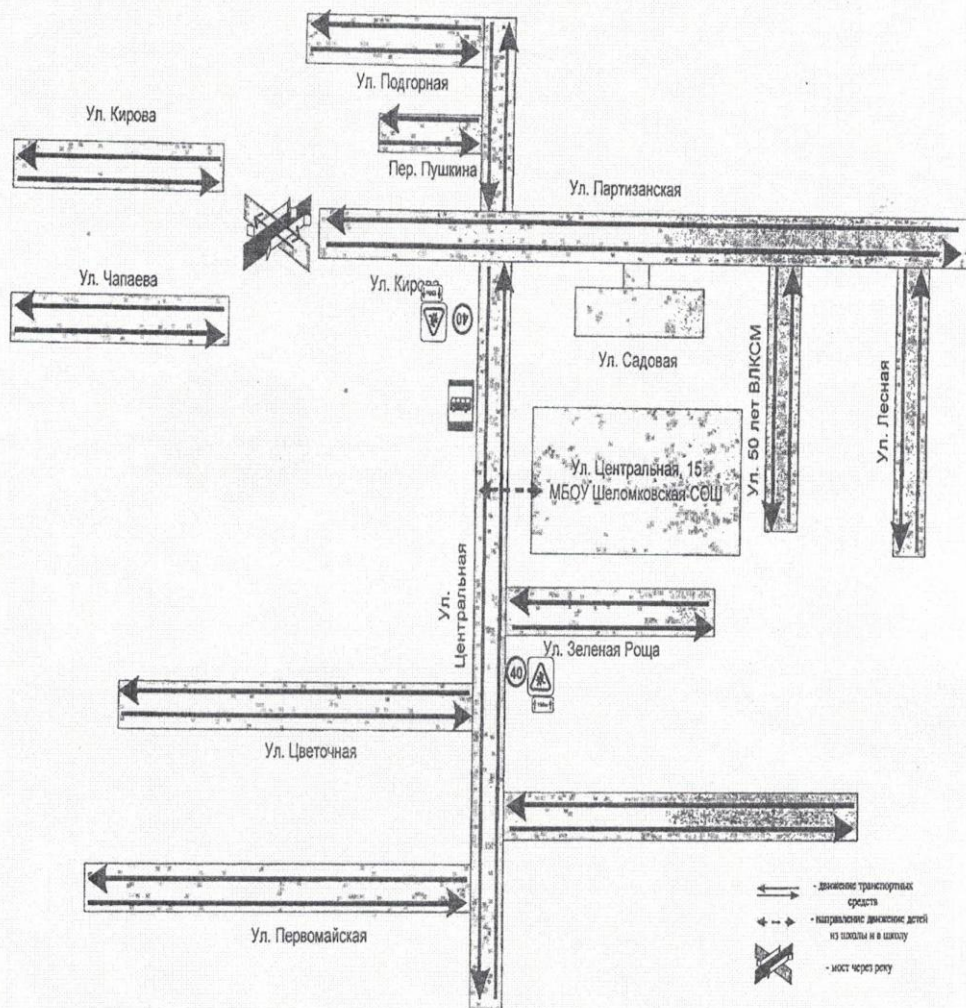 Ул. Подгорная
Ул. Кирова
Пер. Пушкина
Ул. Партизанская
Ул. Чапаева
Ул. Кирова
40
Ул. Садовая
Ул. 50 лет ВЛКСМ
Ул. Лесная
Ул. Центральная, 15
МБОУ Шеломковская СОШ
Ул.
Центральная
Ул. Зеленая Роща
40
Ул. Цветочная
Ул. Первомайская
- движение транспортных
средств
- направление движение детей
из школы и в школу
- мост через реку